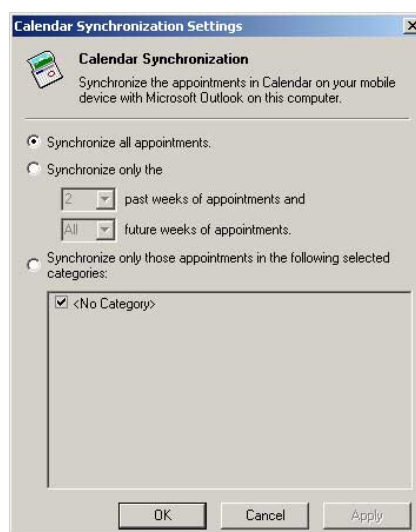 Calendar Synchronization Settings
Calendar Synchronization
Synchronize the appointments in Calendar on your mobile
device with Microsoft Outlook on this computer.
Synchronize all appointments.
Synchronize only the
2 past weeks of appointments and
All future weeks of appointments.
Synchronize only those appointments in the following selected
categories:
<No Category>
OK Cancel Apply